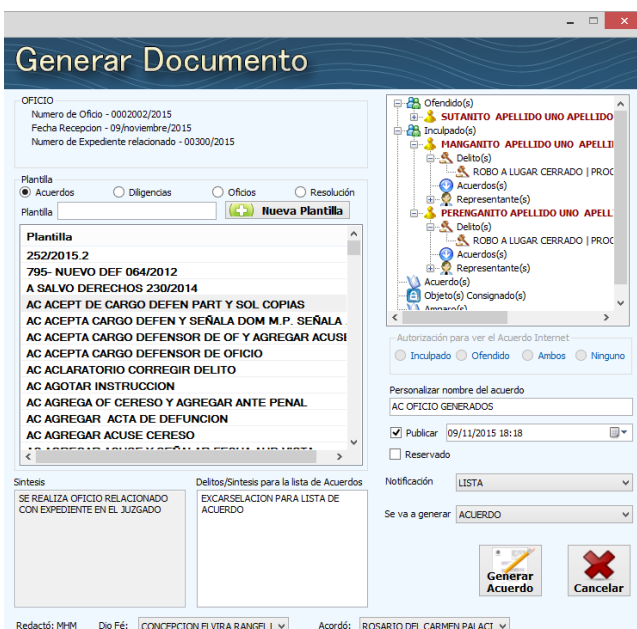 Generar Documento
OFICIO
Numero de Oficio - 0002002/2015
Fecha Recepcion - 09/noviembre/2015
Numero de Expediente relacionado - 00300/2015
Plantilla
Acuerdos Diligencias Oficios Resolución
Plantilla Nueva Plantilla
Plantilla
252/2015.2
795- NUEVO DEF 064/2012
A SALVO DERECHOS 230/2014
AC ACEPT DE CARGO DEFEN PART Y SOL COPIAS
AC ACEPTA CARGO DEFEN Y SEÑALA DOM M.P. SEÑALA
AC ACEPTA CARGO DEFENSOR DE OF Y AGREGAR ACUSE
AC ACEPTA CARGO DEFENSOR DE OFICIO
AC ACLARATORIO CORREGIR DELITO
AC AGOTAR INSTRUCCION
AC AGREGA OF CERESO Y AGREGAR ANTE PENAL
AC AGREGAR ACTA DE DEFUNCION
AC AGREGAR ACUSE CERESO
Sintesis
SE REALIZA OFICIO RELACIONADO
CON EXPEDIENTE EN EL JUZGADO
Delitos/Sintesis para la lista de Acuerdos
EXCARSELACION PARA LISTA DE
ACUERDO
Ofendido(s)
SUTANITO APELLIDO UNO APELLIDO
Inculpado(s)
MANGANITO APELLIDO UNO APELLI
Delito(s)
ROBO A LUGAR CERRADO | PROC
Acuerdos(s)
Representante(s)
PERENGANITO APELLIDO UNO APELL
Delito(s)
ROBO A LUGAR CERRADO | PROC
Acuerdos(s)
Representante(s)
Acuerdo(s)
Objeto(s) Consignado(s)
Amparo(s)
Autorización para ver el Acuerdo Internet
Inculpado Ofendido Ambos Ninguno
Personalizar nombre del acuerdo
AC OFICIO GENERADOS
Publicar 09/11/2015 18:18
Reservado
Notificación LISTA
Se va a generar ACUERDO
Generar
Acuerdo
Cancelar
Redactó: MHM Dio Fé: CONCEPCION ELVIRA RANGEL Acordó: ROSARIO DEL CARMEN PALACI